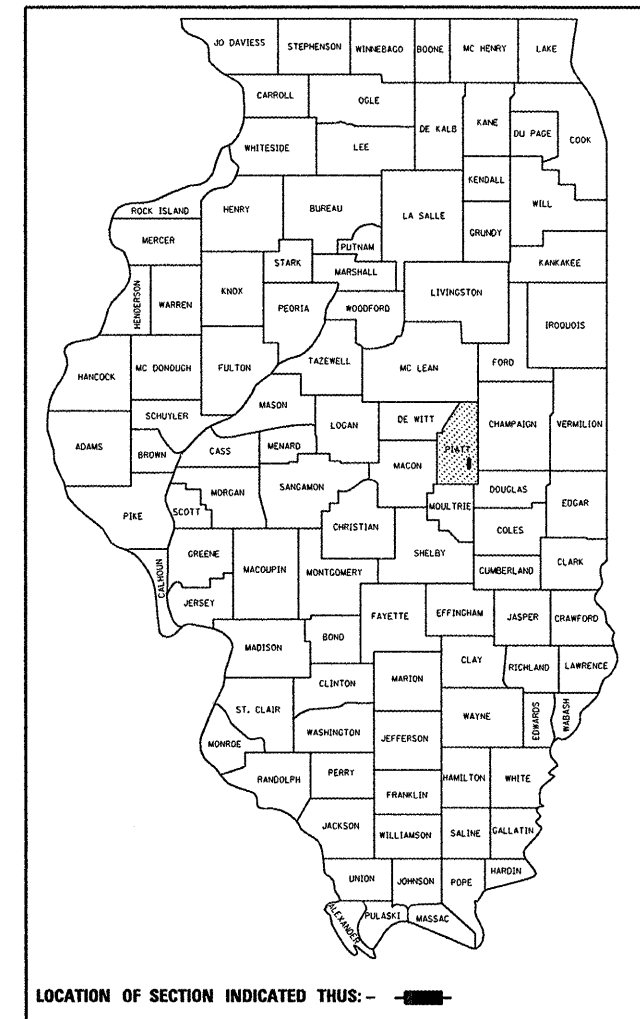 JO DAVIESS STEPHENSON WINNEBAGO BOONE MC HENRY LAKE
CARROLL OGLE DE KALB KANE DU PAGE COOK
WHITESIDE LEE
KENDALL WILL
ROCK ISLAND HENRY BUREAU LA SALLE
GRUNDY
MERCER PUTNAM
STARK MARSHALL KANKAKEE
HENDERSON WARREN KNOX PEORIA WOODFORD LIVINGSTON
IROQUOIS
HANCOCK MC DONOUGH FULTON TAZEWELL MC LEAN FORD
SCHUYLER MASON LOGAN DE WITT CHAMPAIGN VERMILION
ADAMS BROWN CASS MENARD MACON PIATT
PIKE SCOTT MORGAN SANGAMON MOULTRIE DOUGLAS EDGAR
CHRISTIAN COLES
CALHOUN GREENE MACOUPIN MONTGOMERY SHELBY CUMBERLAND CLARK
JERSEY FAYETTE EFFINGHAM JASPER CRAWFORD
MADISON BOND
CLAY RICHLAND LAWRENCE
CLINTON MARION
ST. CLAIR WAYNE EDWARDS WABASH
WASHINGTON JEFFERSON
MONROE
RANDOLPH PERRY HAMILTON WHITE
FRANKLIN
JACKSON WILLIAMSON SALINE GALLATIN
UNION JOHNSON POPE HARDIN
ALEXANDER PULASKI MASSAC
LOCATION OF SECTION INDICATED THUS: -